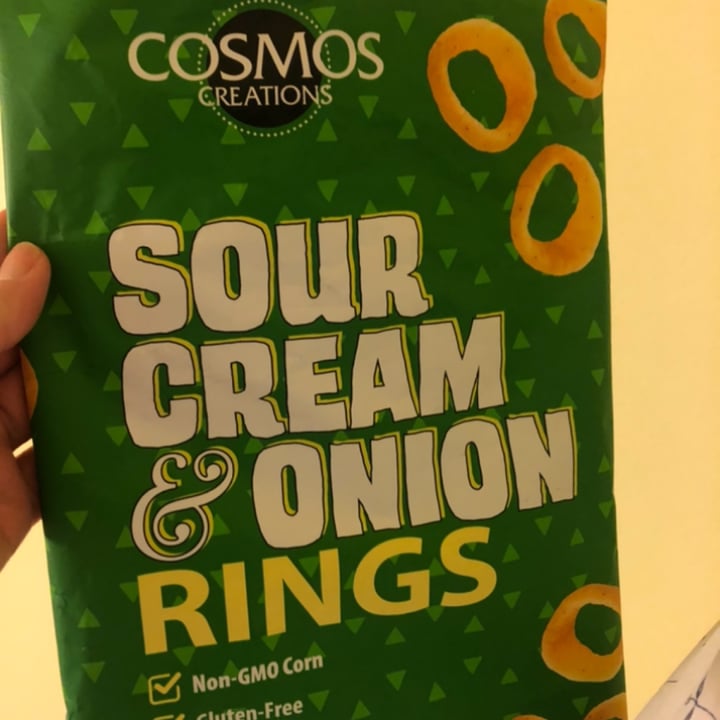 COSMOS
CREATIONS
SOUR
CREAM
& ONION
RINGS
Non-GMO Corn
Gluten-Free